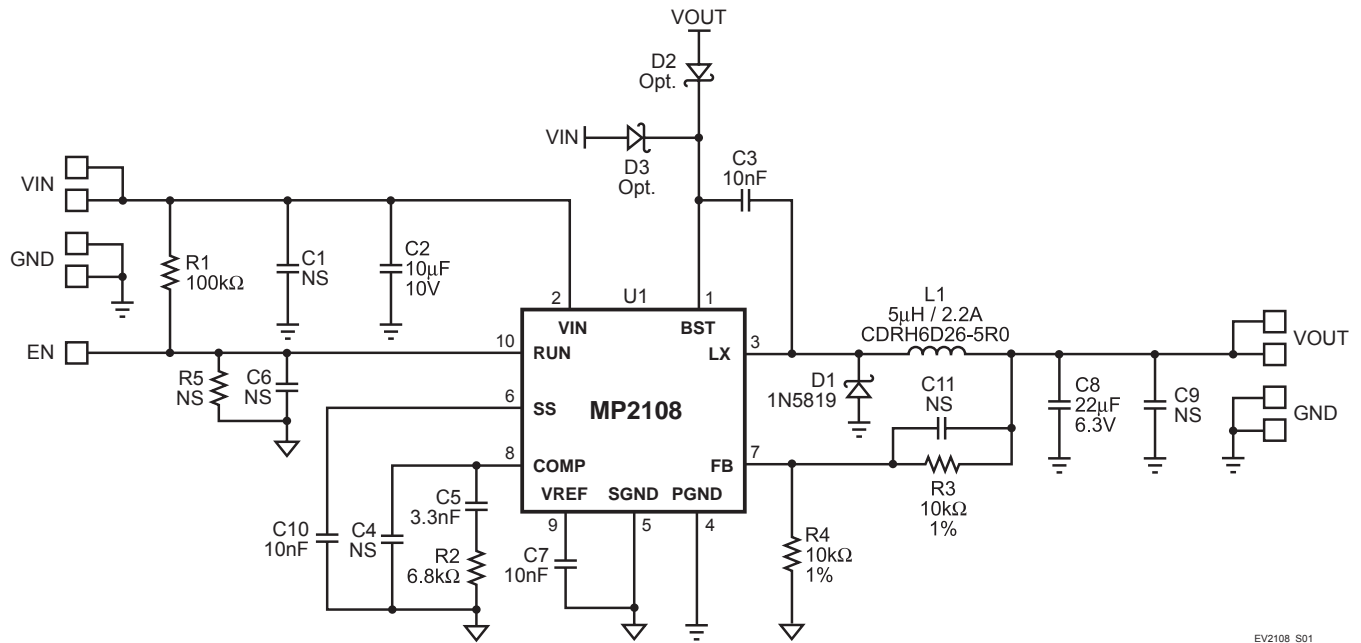 VOUT
D2
Opt.
VIN
D3
Opt.
C3
10nF
VIN
GND
R1
100kΩ
C1
NS
C2
10μF
10V
EN
R5
NS
C6
NS
U1
MP2108
2
VIN
1
BST
10
RUN
3
LX
6
SS
8
COMP
7
FB
VREF
SGND
PGND
9
5
4
L1
5μH / 2.2A
CDRH6D26-5R0
D1
1N5819
C11
NS
R3
10kΩ
1%
C8
22μF
6.3V
C9
NS
VOUT
GND
C10
10nF
C4
NS
C5
3.3nF
R2
6.8kΩ
C7
10nF
R4
10kΩ
1%
EV2108_S01